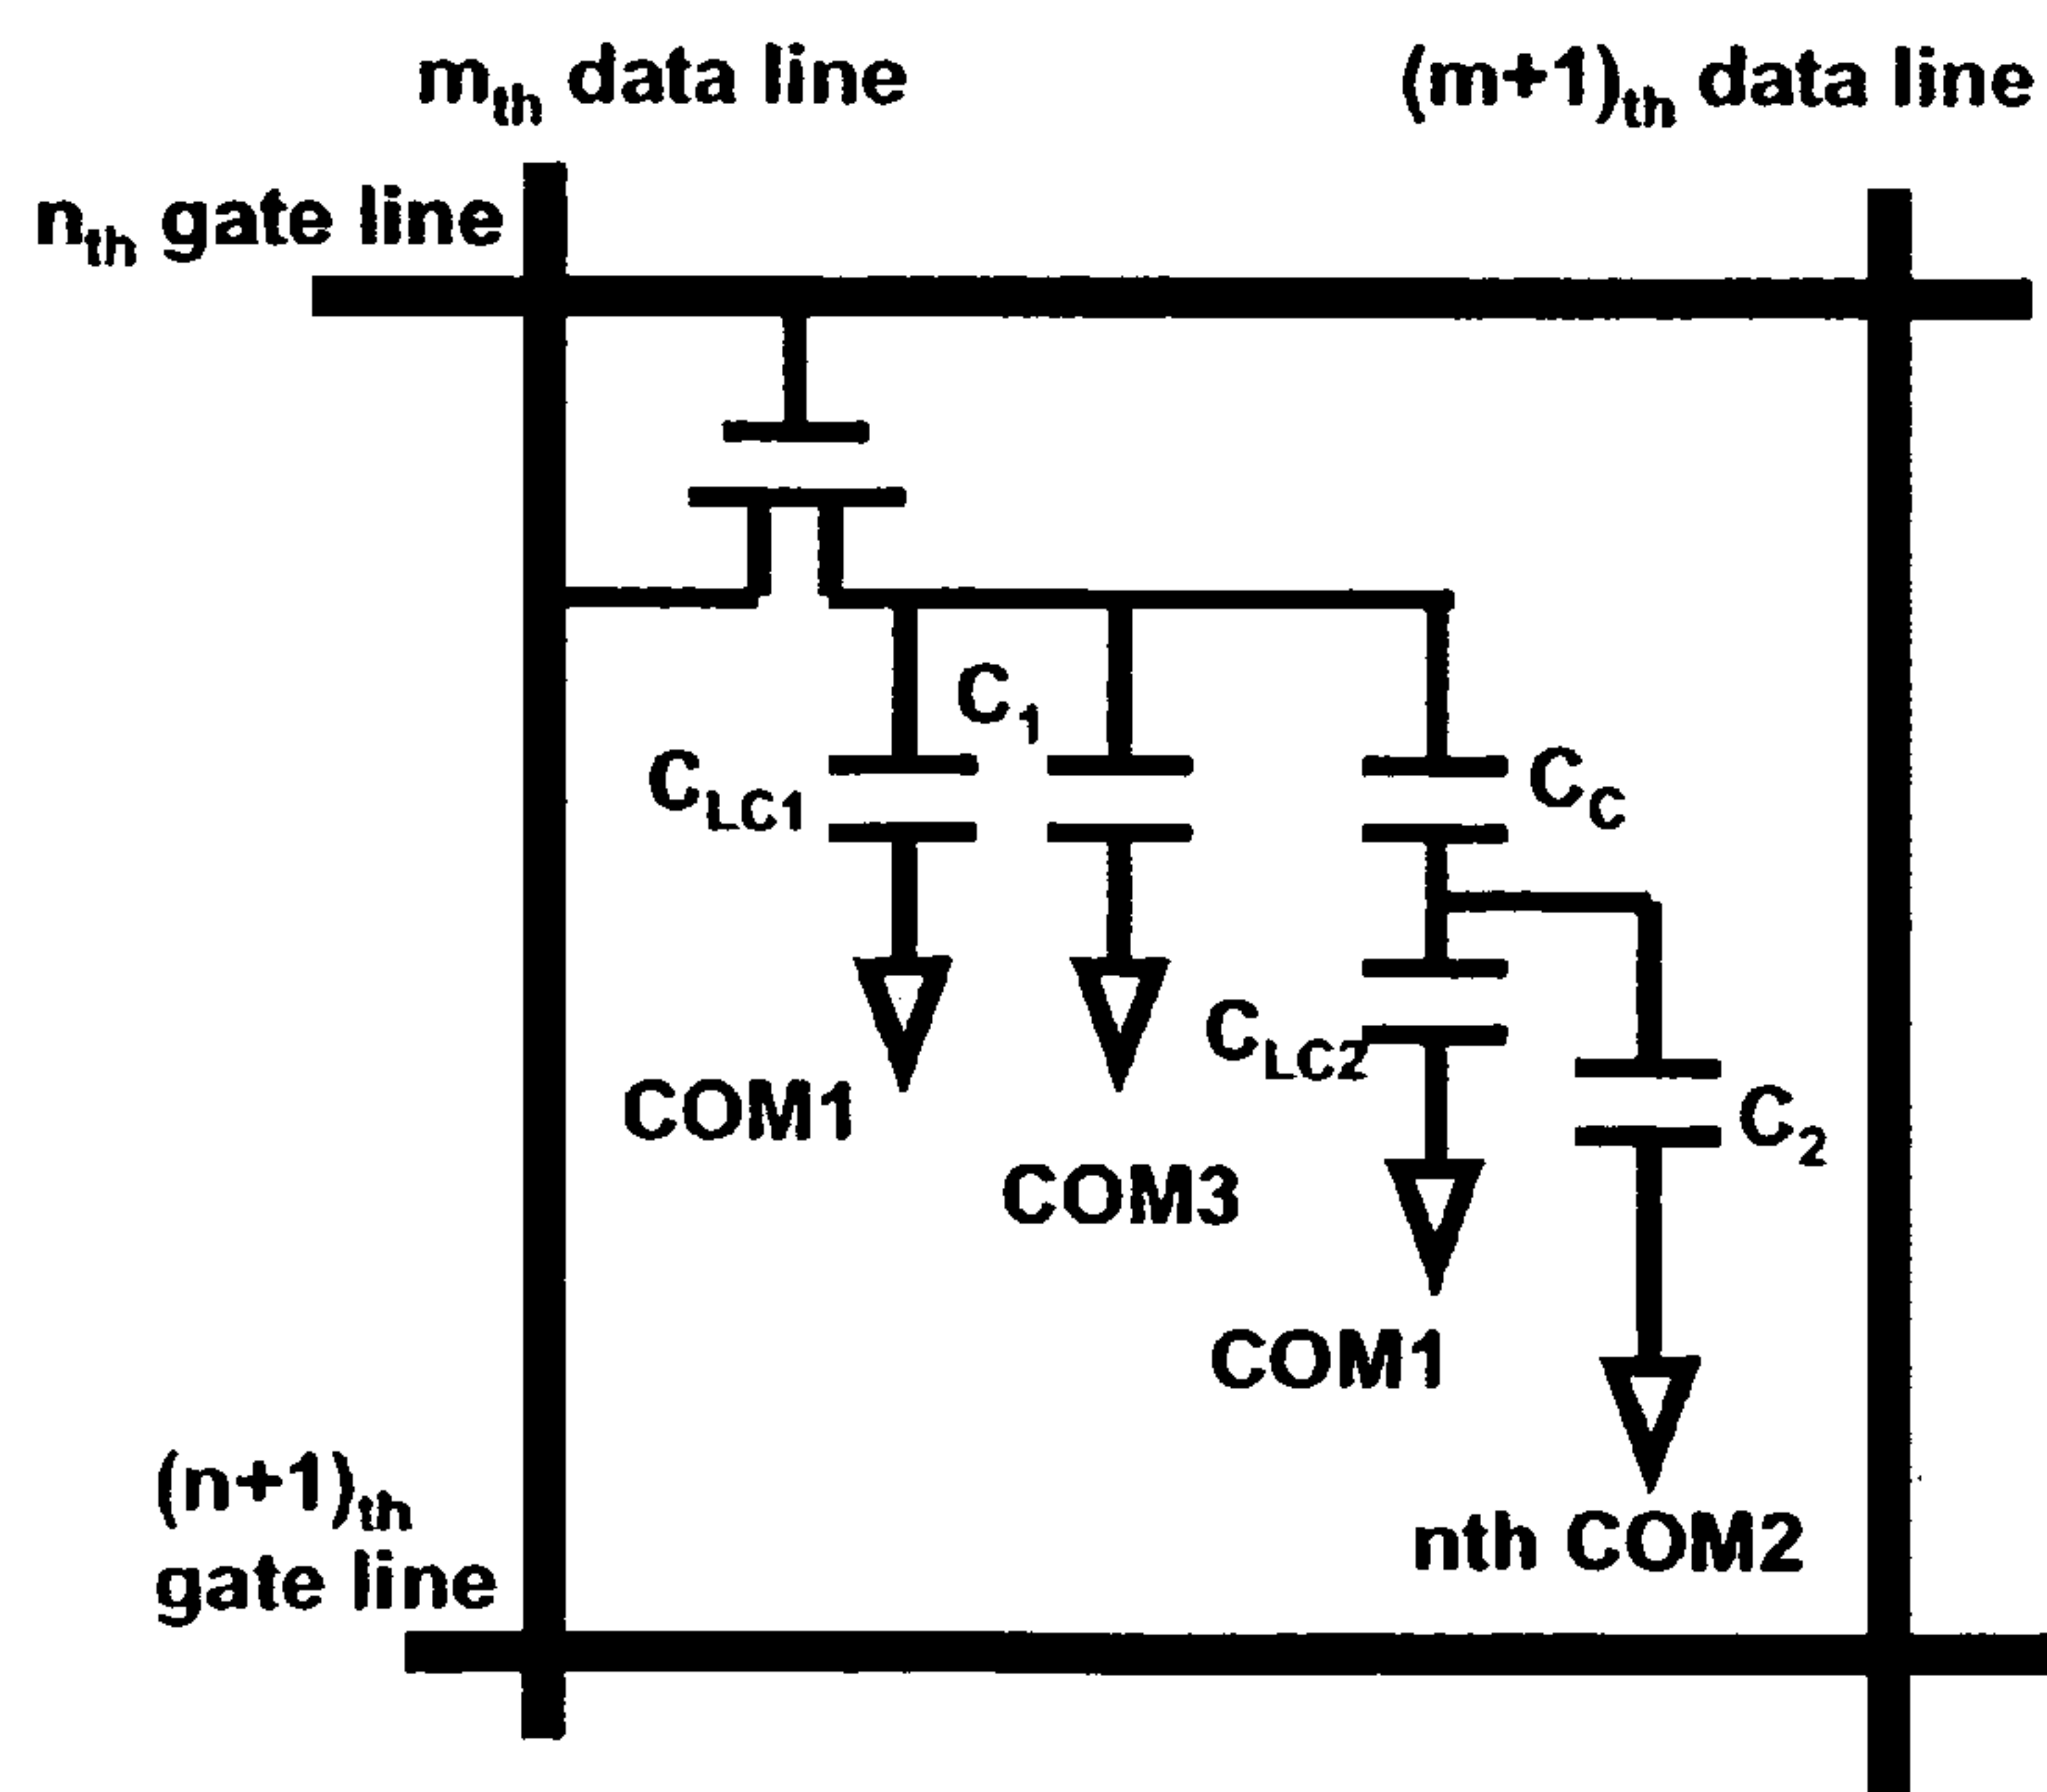 m_th data line
(m+1)_th data line
n_th gate line
C_1
C_LC1
C_C
C_LC2
COM1
C_2
COM3
COM1
(n+1)_th
gate line
nth COM2